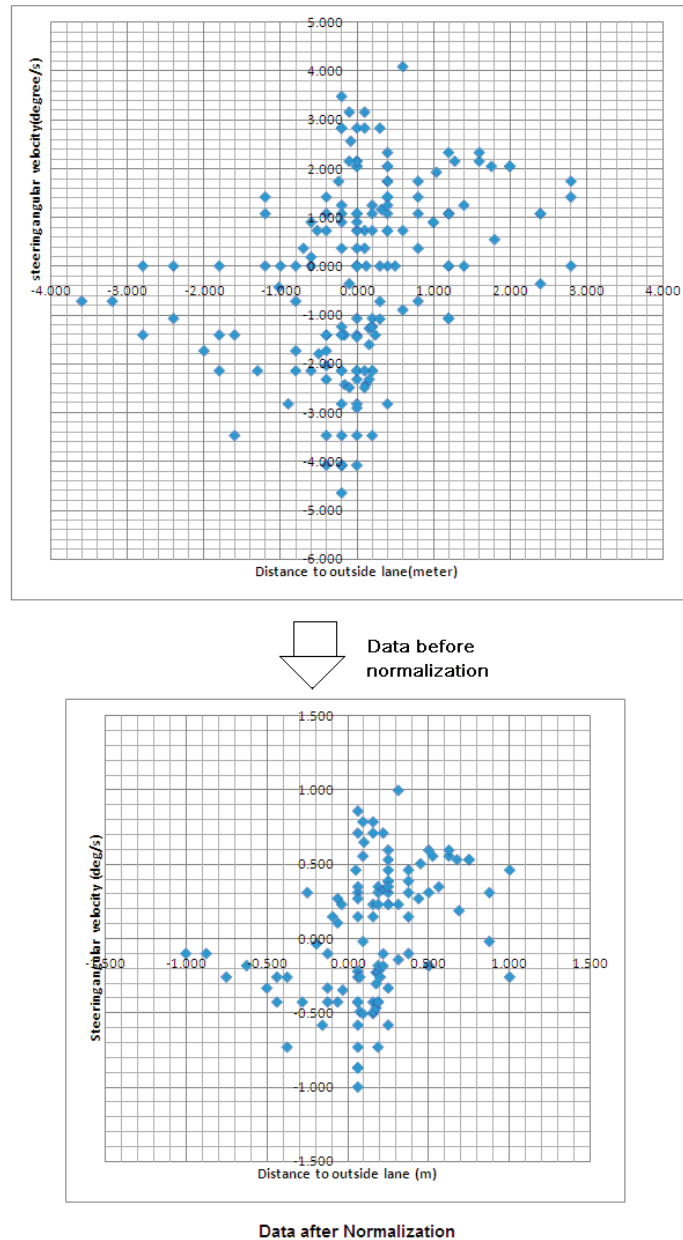 5.000
4.000
3.000
2.000
1.000
0.000
-4.000 -3.000 -2.000 -1.000 0.000 1.000 2.000 3.000 4.000
-1.000
-2.000
-3.000
-4.000
-5.000
-6.000
steering angular velocity(degree/s)
Distance to outside lane(meter)
Data before
normalization
1.500
1.000
0.500
0.000
-1.500 -1.000 -0.500 0.000 0.500 1.000 1.500
-0.500
-1.000
-1.500
Steering angular velocity (deg/s)
Distance to outside lane (m)
Data after Normalization